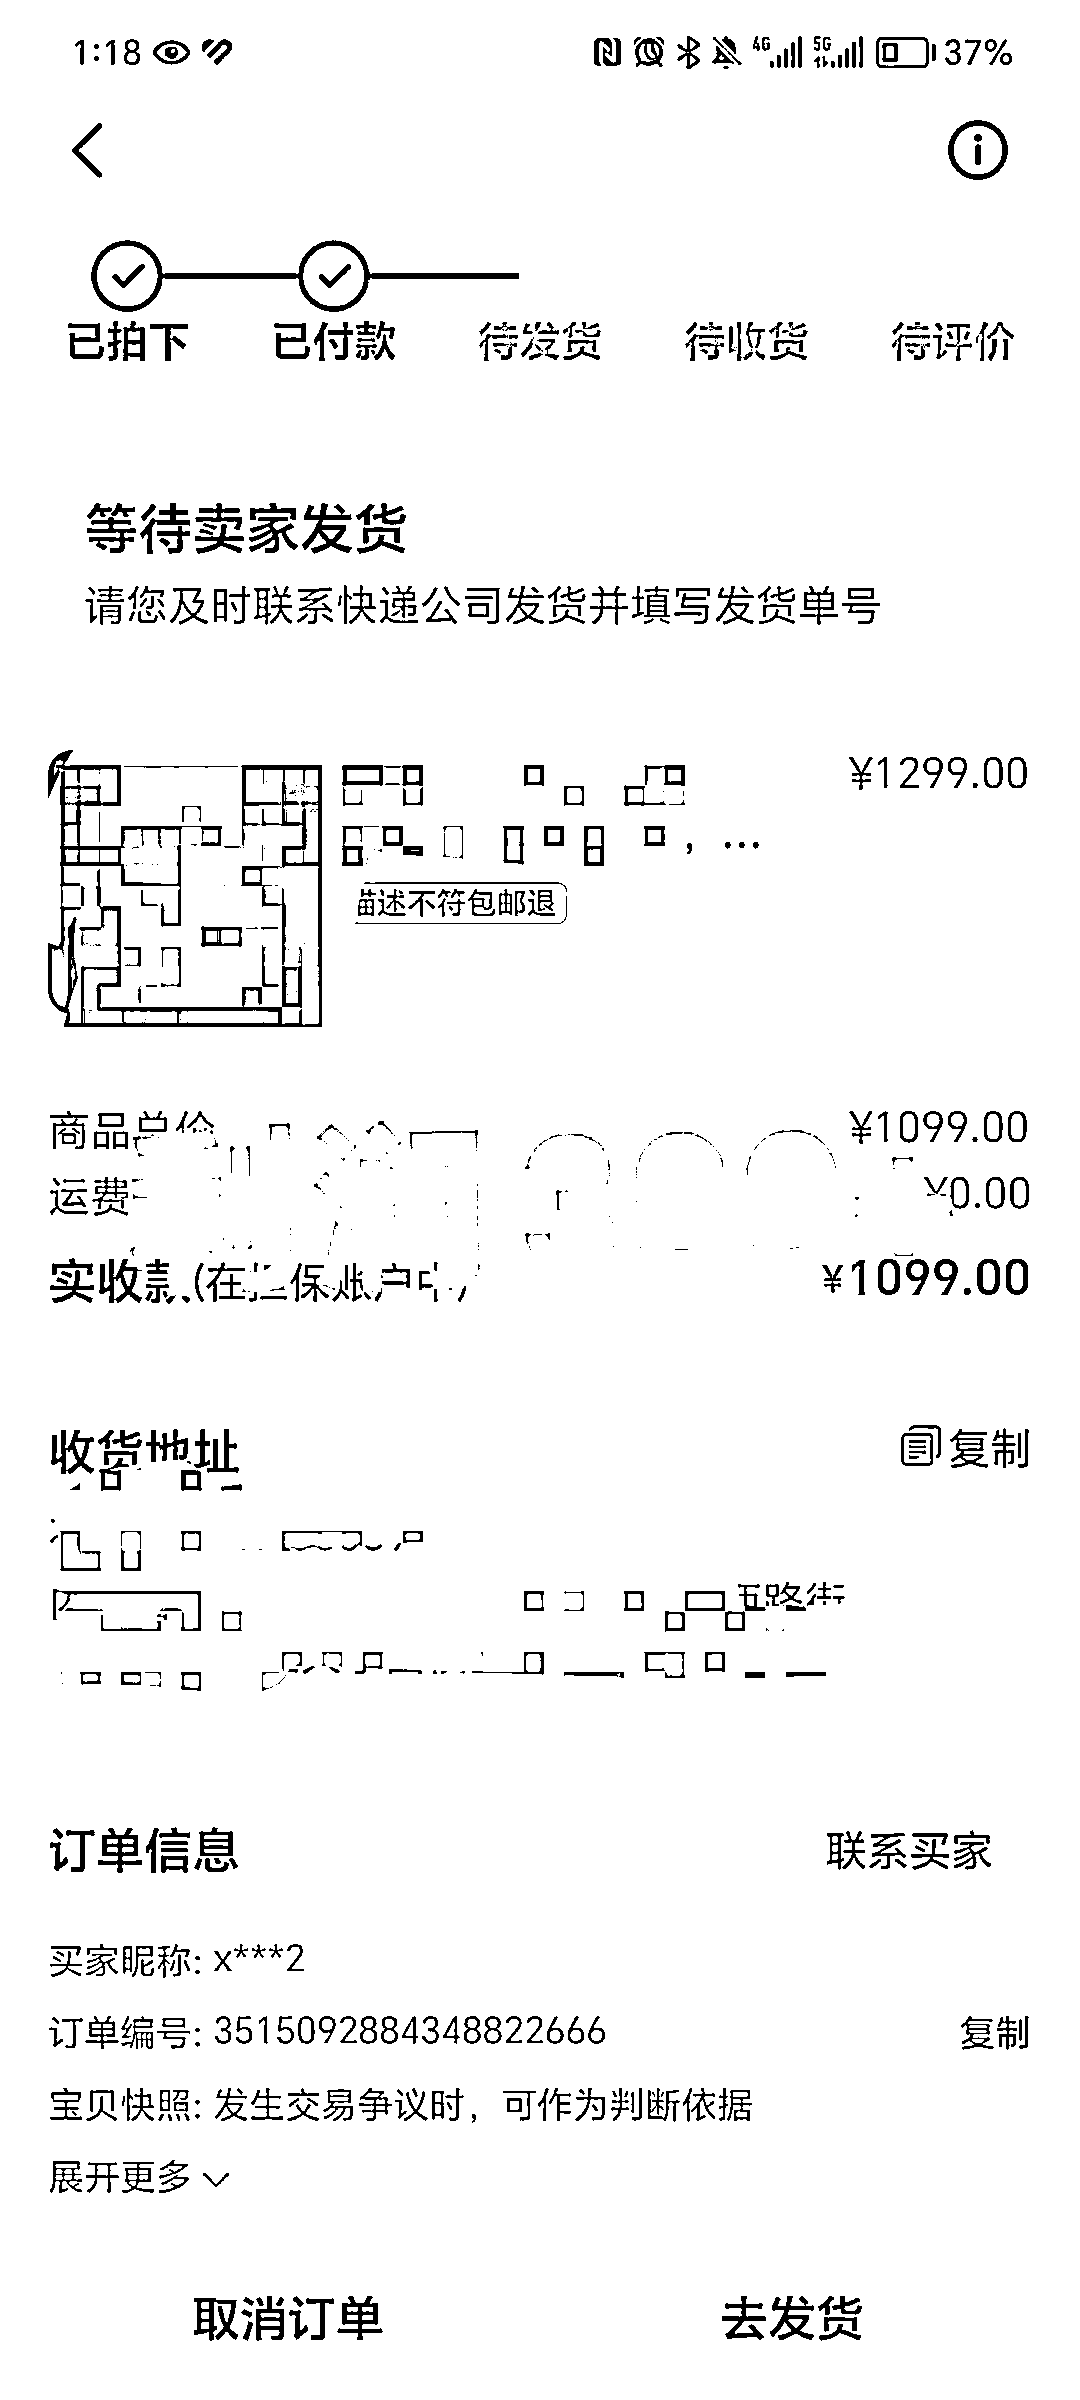 1:18 4G 5G 37%
已拍下 已付款 待发货 待收货 待评价
等待卖家发货
请您及时联系快递公司发货并填写发货单号
¥1299.00
, ...
描述不符包邮退
商品总价 ¥1099.00
运费 ¥0.00
实收款(在担保账户中) ¥1099.00
收货地址 复制
五路街
订单信息 联系买家
买家昵称: x***2
订单编号: 3515092884348822666 复制
宝贝快照: 发生交易争议时，可作为判断依据
展开更多
取消订单 去发货